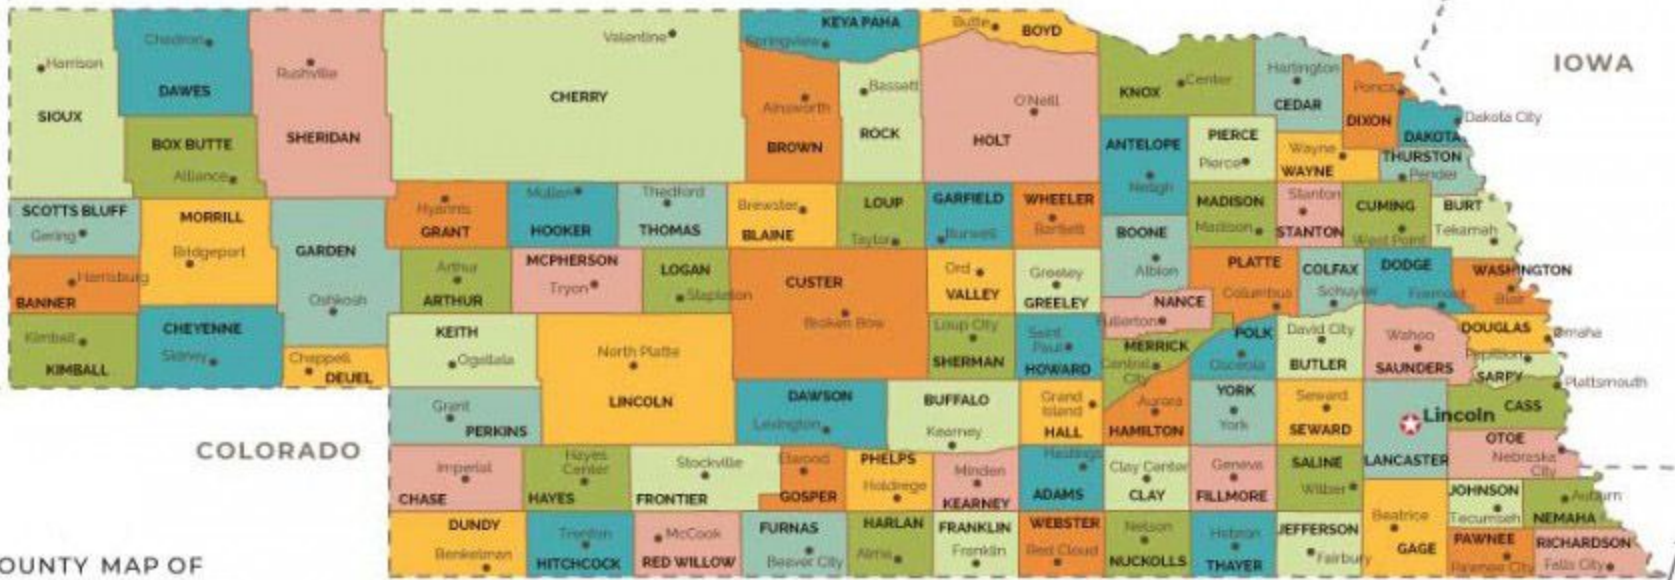 Harrison
SIOUX
Chadron
DAWES
Rushville
SHERIDAN
Valentine
CHERRY
KEYA PAHA
Springview
Butte
BOYD
Ainsworth
BROWN
Bassett
ROCK
O'Neill
HOLT
KNOX
Center
Hartington
CEDAR
Ponca
DIXON
DAKOTA
Dakota City
IOWA
BOX BUTTE
Alliance
ANTELOPE
Neligh
PIERCE
Pierce
Wayne
WAYNE
THURSTON
Pender
SCOTTS BLUFF
Gering
MORRILL
Bridgeport
GARDEN
Oshkosh
Hyannis
GRANT
Mullen
HOOKER
Thedford
THOMAS
Brewster
BLAINE
LOUP
Taylor
GARFIELD
Burwell
WHEELER
Bartlett
BOONE
Albion
MADISON
Madison
Stanton
STANTON
CUMING
West Point
BURT
Tekamah
Harrisburg
BANNER
Arthur
ARTHUR
MCPHERSON
Tryon
LOGAN
Stapleton
CUSTER
Broken Bow
Ord
VALLEY
Greeley
GREELEY
NANCE
Fullerton
PLATTE
Columbus
COLFAX
Schuyler
DODGE
Fremont
WASHINGTON
Blair
Kimball
KIMBALL
CHEYENNE
Sidney
Chappell
DEUEL
KEITH
Ogallala
North Platte
LINCOLN
Loup City
SHERMAN
Saint
Paul
HOWARD
MERRICK
Central
City
POLK
Osceola
David City
BUTLER
Wahoo
SAUNDERS
DOUGLAS
Omaha
Papillion
SARPY
Plattsmouth
CASS
COLORADO
Grant
PERKINS
DAWSON
Lexington
BUFFALO
Kearney
Grand
Island
HALL
Aurora
HAMILTON
YORK
York
Seward
SEWARD
Lincoln
LANCASTER
OTOE
Nebraska
City
Imperial
CHASE
Hayes
Center
HAYES
Stockville
FRONTIER
Elwood
GOSPER
PHELPS
Holdrege
Minden
KEARNEY
Hastings
ADAMS
Clay Center
CLAY
Geneva
FILLMORE
SALINE
Wilber
JOHNSON
Tecumseh
Auburn
NEMAHA
DUNDY
Benkelman
Trenton
HITCHCOCK
McCook
RED WILLOW
FURNAS
Beaver City
HARLAN
Alma
FRANKLIN
Franklin
WEBSTER
Red Cloud
Nelson
NUCKOLLS
Hebron
THAYER
JEFFERSON
Fairbury
Beatrice
GAGE
PAWNEE
Pawnee City
RICHARDSON
Falls City
OUNTY MAP OF